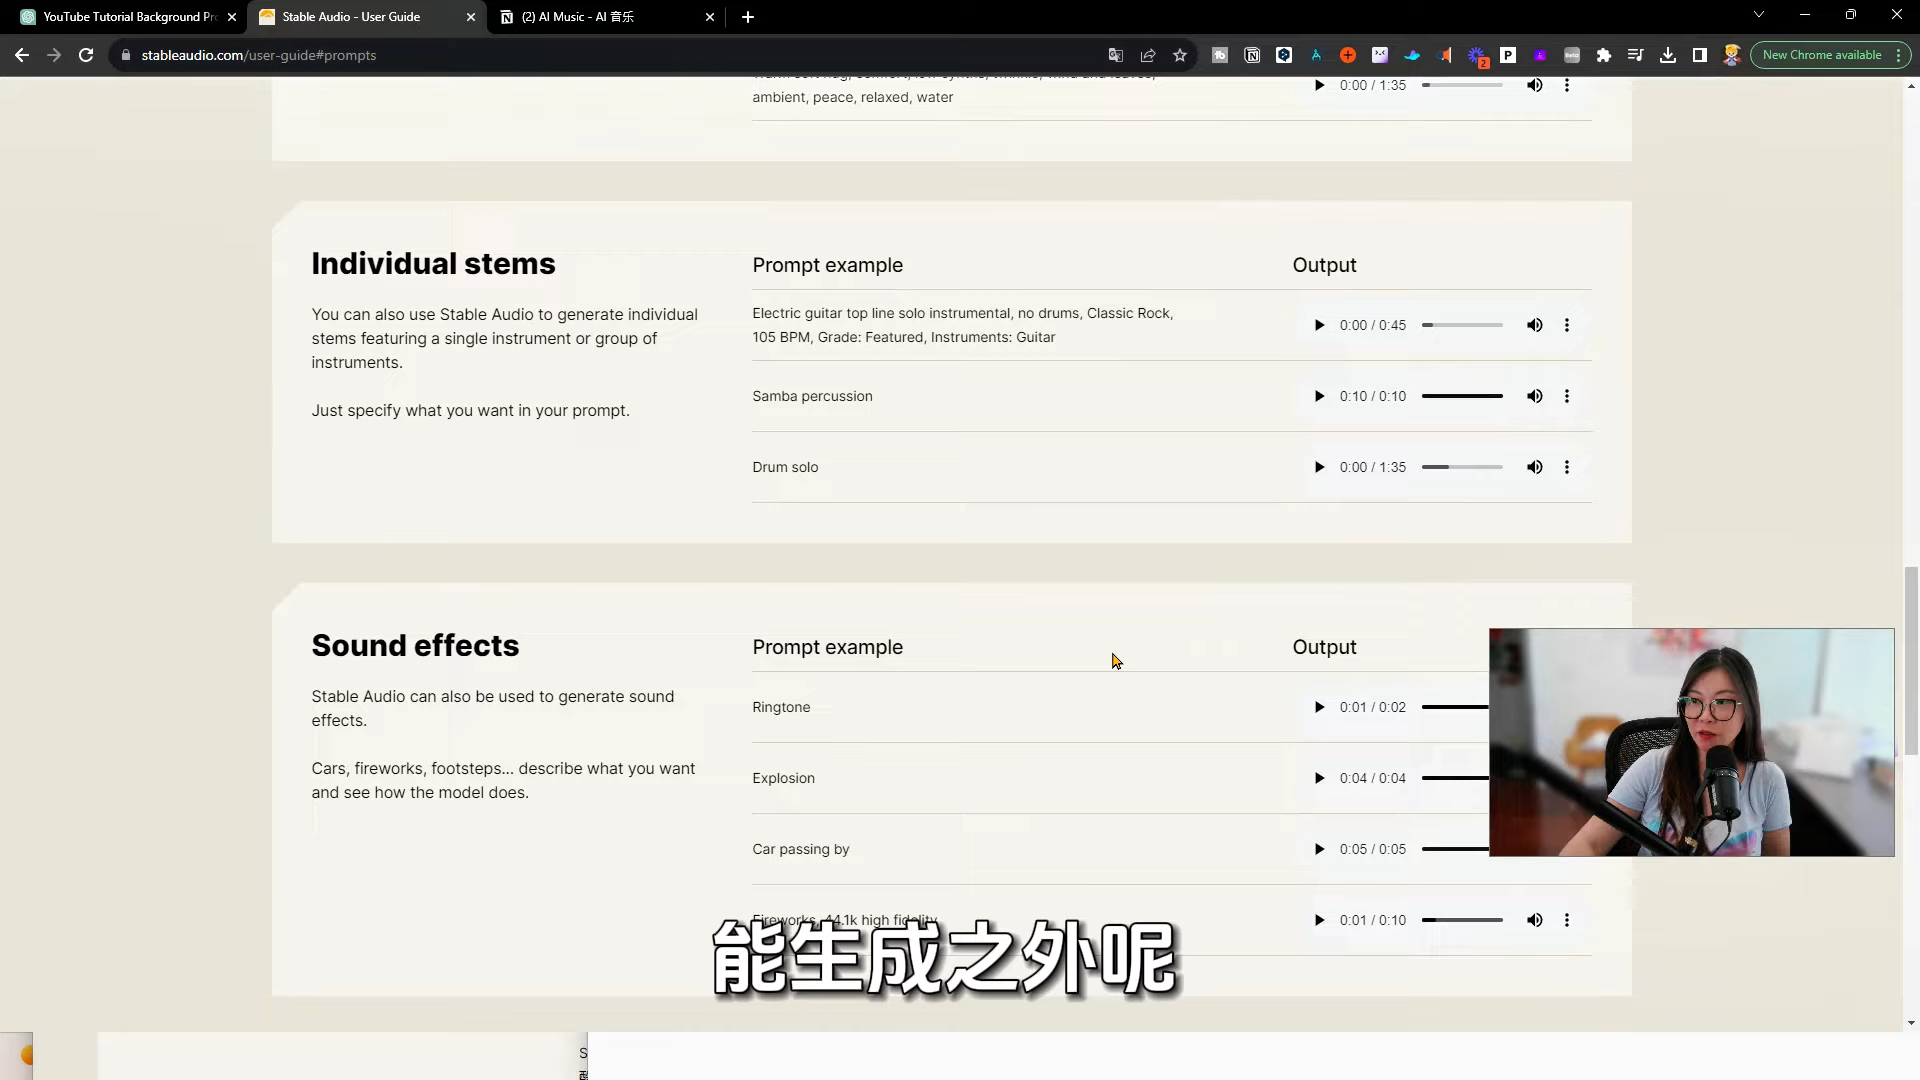 YouTube Tutorial Background Pro
Stable Audio - User Guide
(2) AI Music - AI 音乐
stableaudio.com/user-guide#prompts
New Chrome available
ambient, peace, relaxed, water
0:00 / 1:35
Individual stems
You can also use Stable Audio to generate individual
stems featuring a single instrument or group of
instruments.
Just specify what you want in your prompt.
Prompt example
Output
Electric guitar top line solo instrumental, no drums, Classic Rock,
105 BPM, Grade: Featured, Instruments: Guitar
0:00 / 0:45
Samba percussion
0:10 / 0:10
Drum solo
0:00 / 1:35
Sound effects
Stable Audio can also be used to generate sound
effects.
Cars, fireworks, footsteps... describe what you want
and see how the model does.
Prompt example
Output
Ringtone
0:01 / 0:02
Explosion
0:04 / 0:04
Car passing by
0:05 / 0:05
Fireworks, 44.1k high fidelity
0:01 / 0:10
能生成之外呢